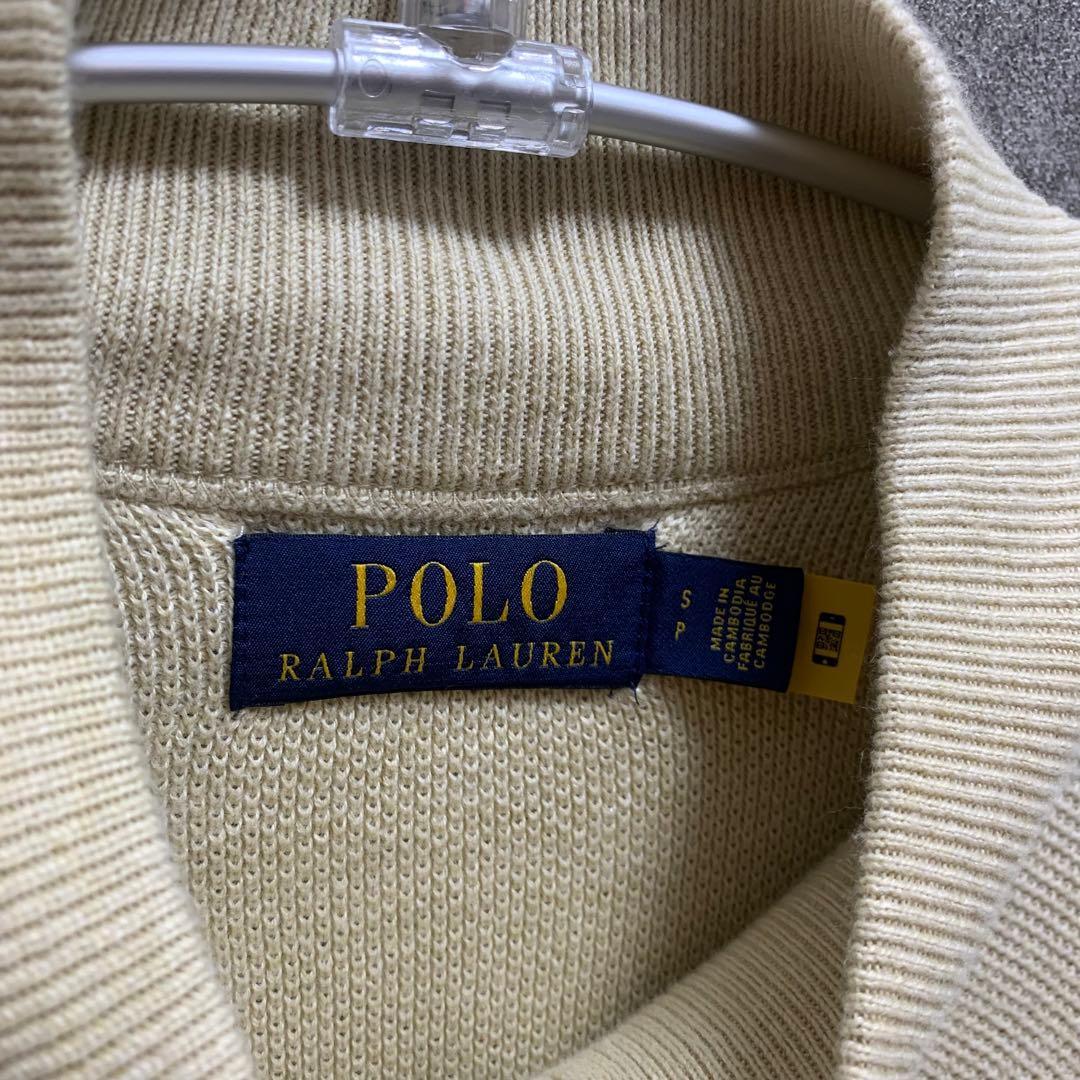 POLO
RALPH LAUREN
S
P
MADE IN
CAMBODIA
FABRIQUÉ AU
CAMBODGE